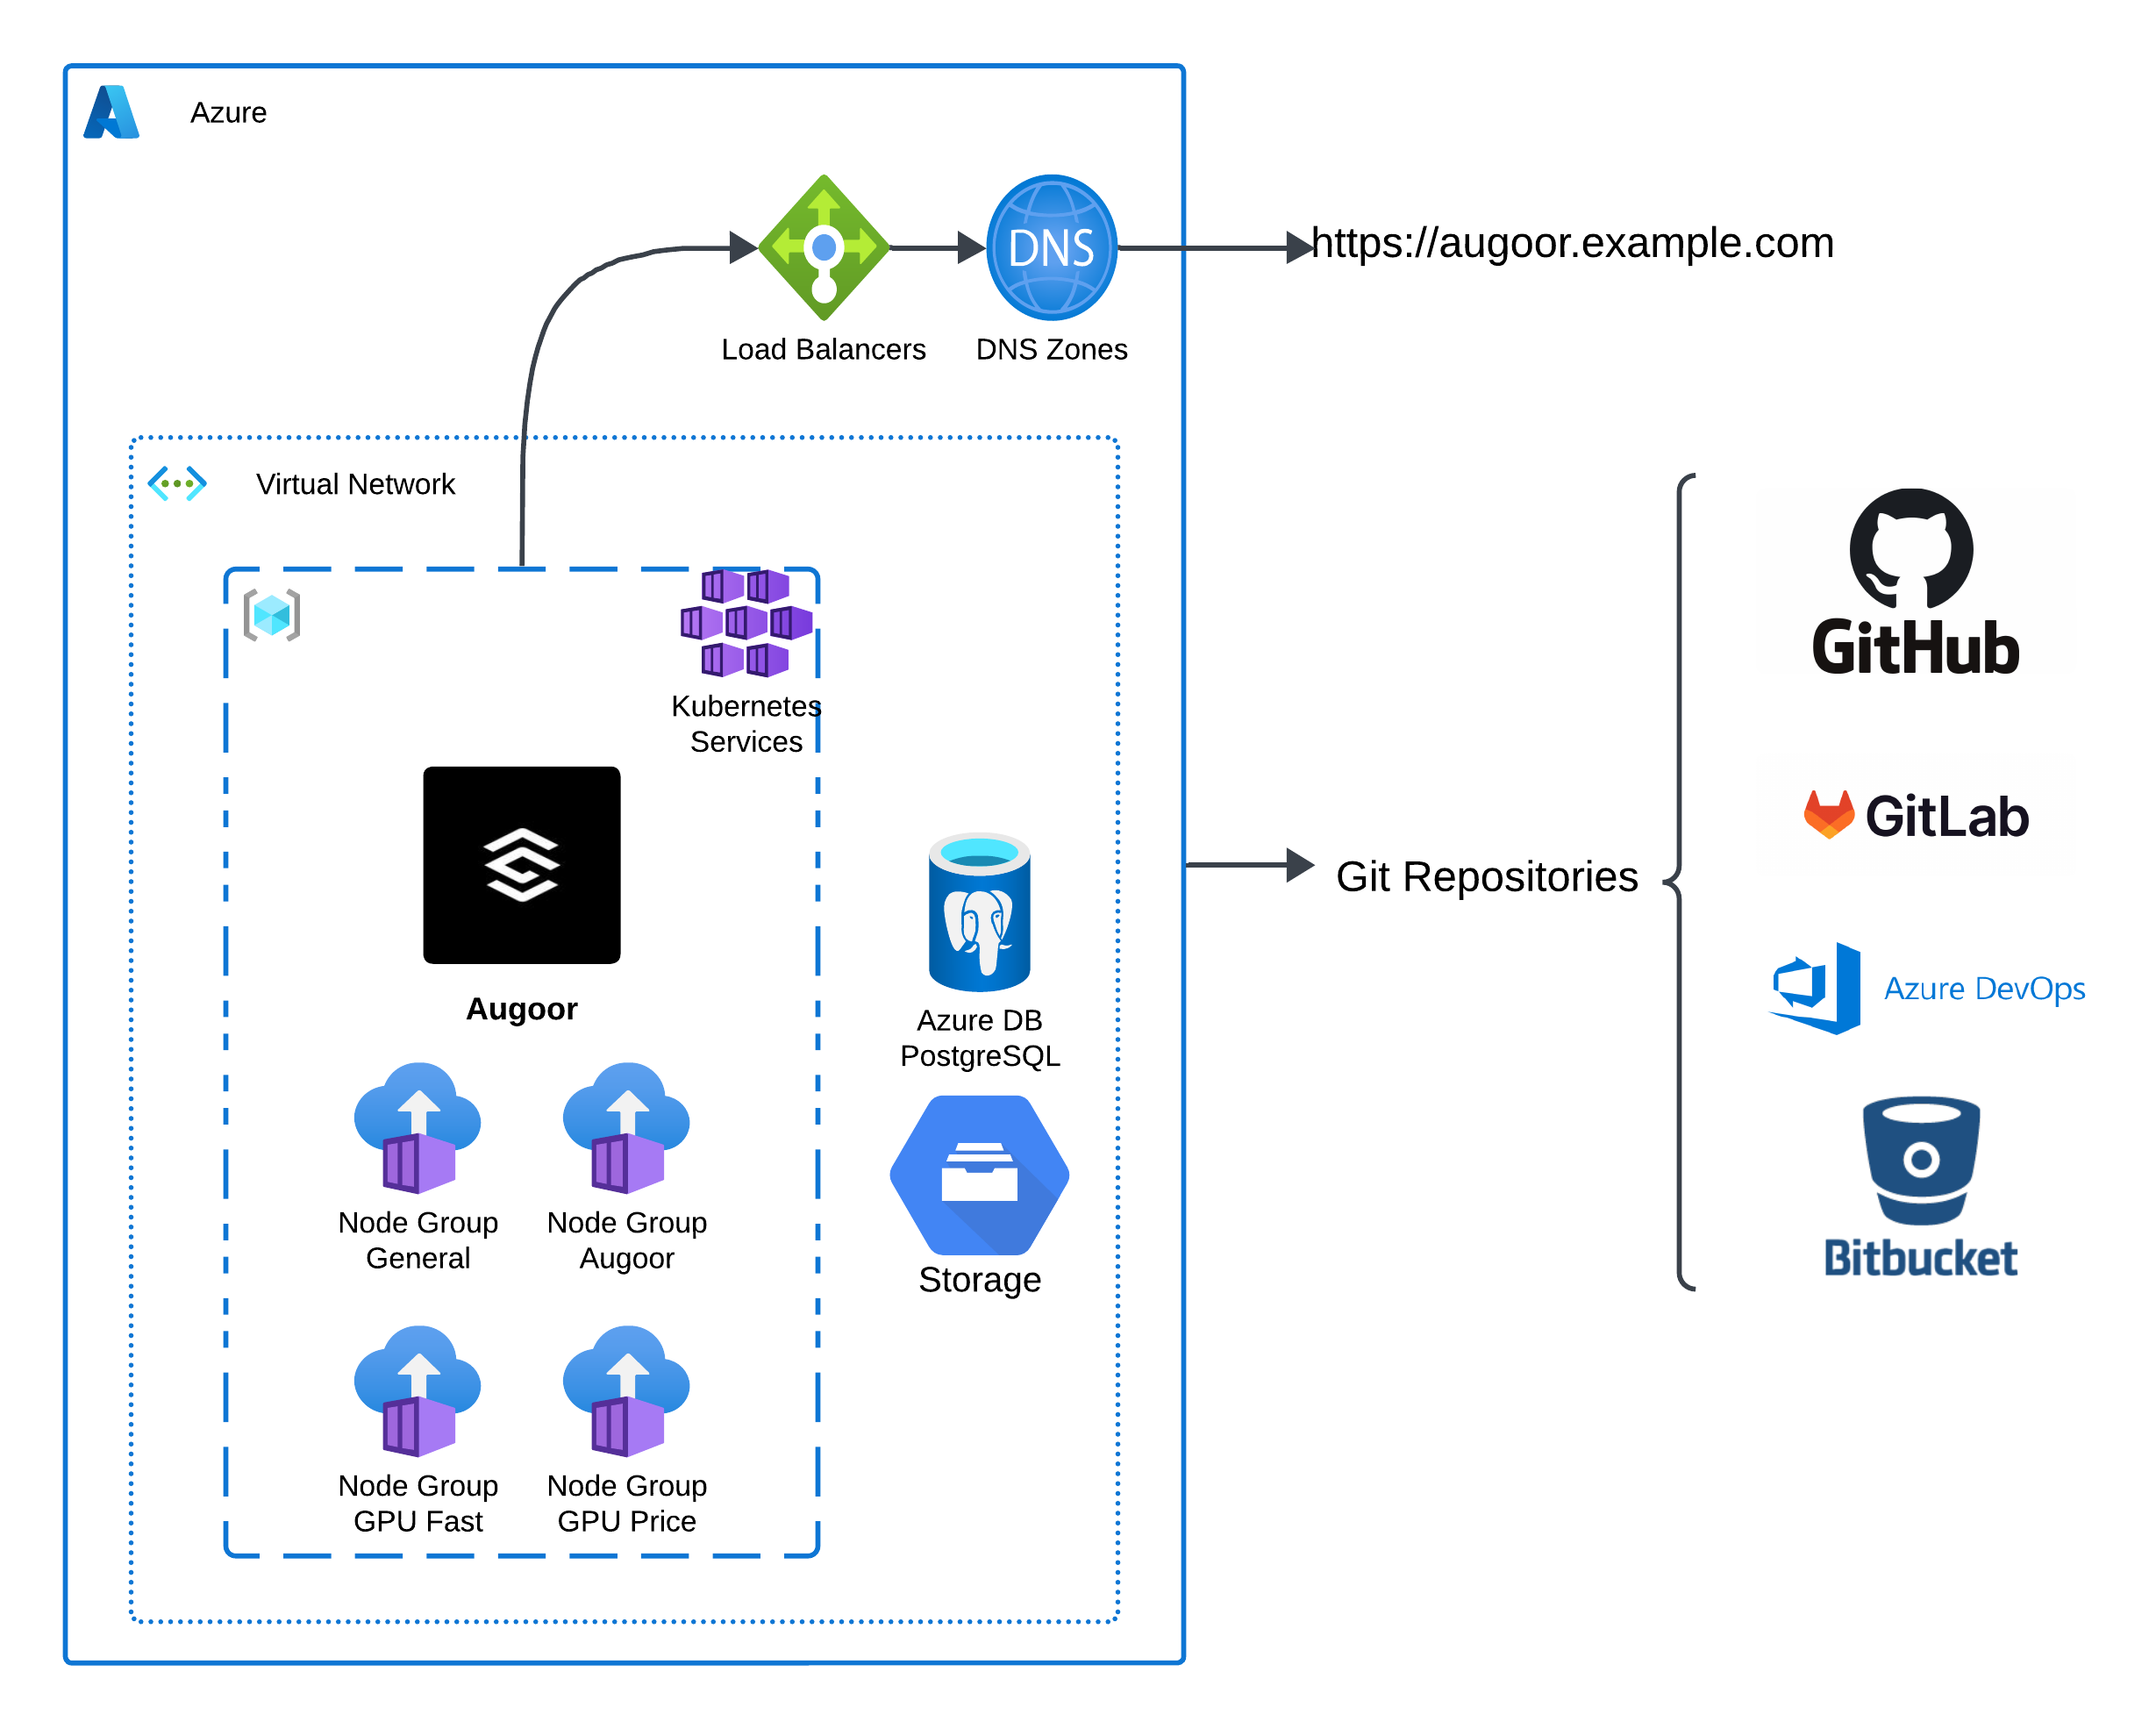 Azure
DNS
https://augoor.example.com
Load Balancers
DNS Zones
Virtual Network
Kubernetes
Services
Augoor
Azure DB
PostgreSQL
Storage
Node Group
General
Node Group
Augoor
Node Group
GPU Fast
Node Group
GPU Price
Git Repositories
GitHub
GitLab
Azure DevOps
Bitbucket